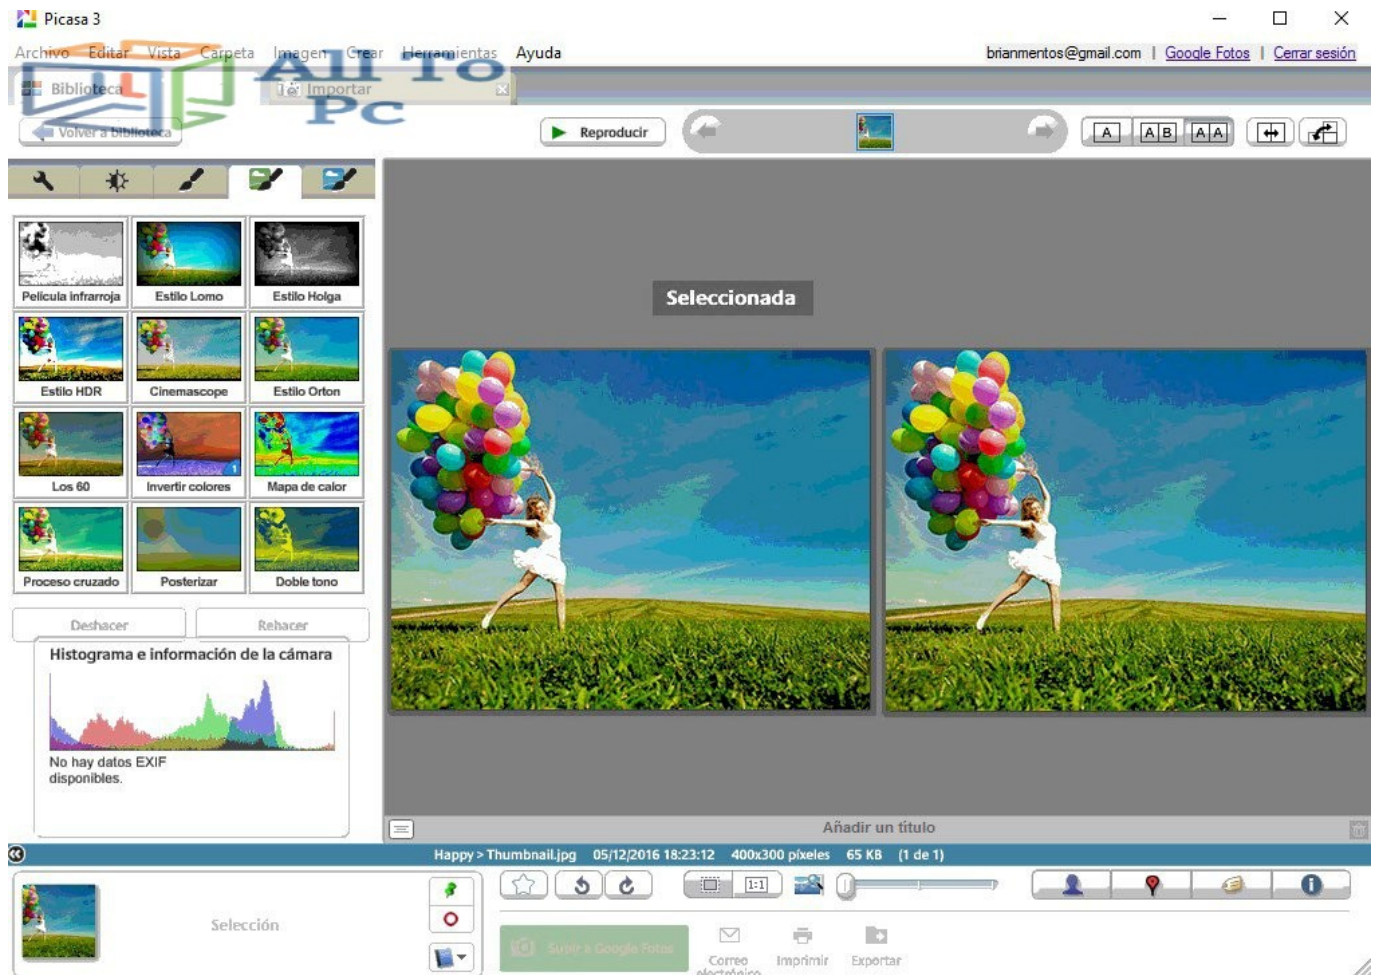 Picasa 3
Archivo Editar Vista Carpeta Imagen Crear Herramientas Ayuda
brianmentos@gmail.com | Google Fotos | Cerrar sesión
All To
Pc
Biblioteca
Importar
Volver a biblioteca
Reproducir
A
A B
A A
Película infrarroja
Estilo Lomo
Estilo Holga
Estilo HDR
Cinemascope
Estilo Orton
Los 60
1
Invertir colores
Mapa de calor
Proceso cruzado
Posterizar
Doble tono
Deshacer
Rehacer
Histograma e información de la cámara
No hay datos EXIF
disponibles.
Seleccionada
Añadir un título
Happy > Thumbnail.jpg 05/12/2016 18:23:12 400x300 píxeles 65 KB (1 de 1)
Selección
1:1
Subir a Google Fotos
Correo
electrónico
Imprimir
Exportar